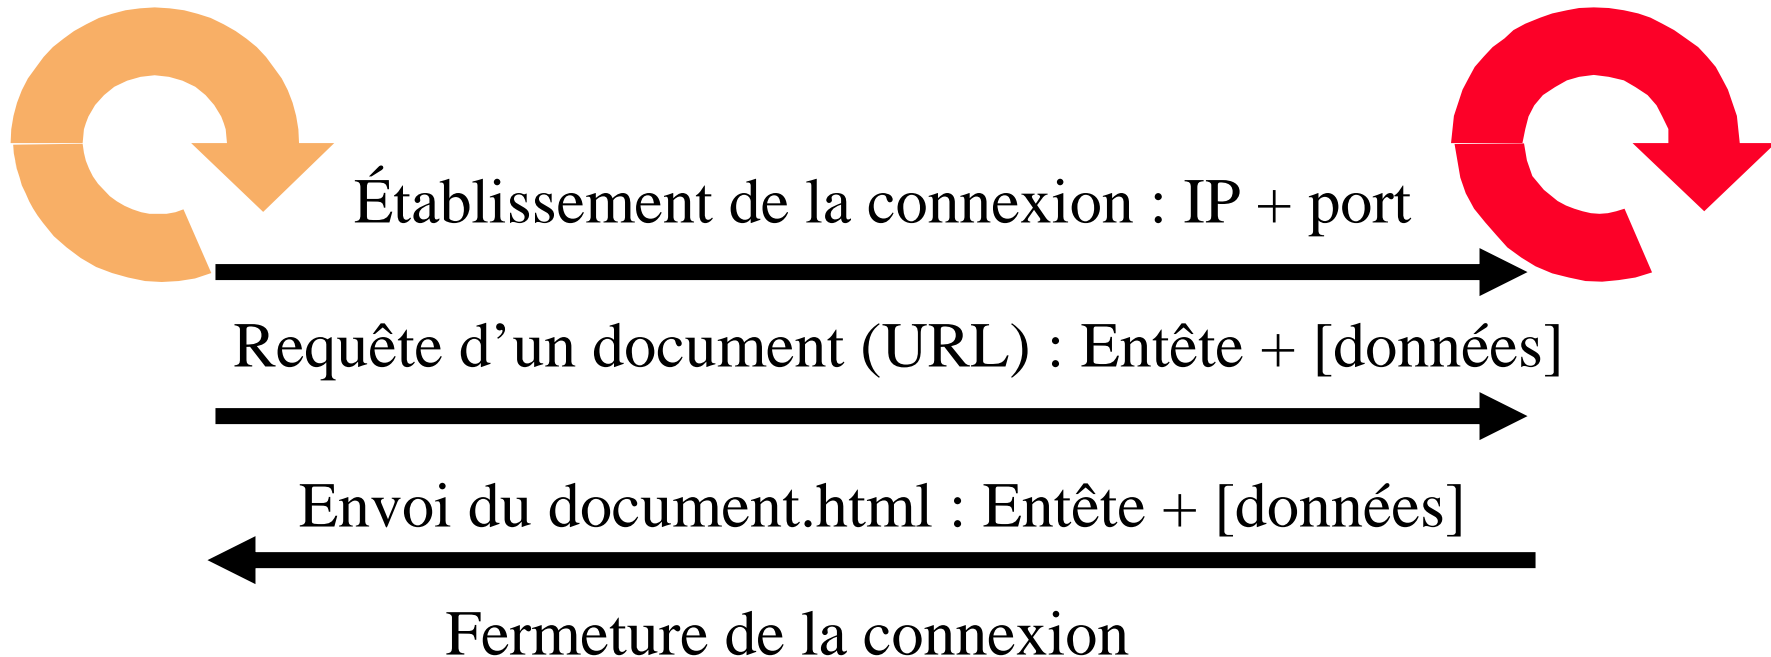 Établissement de la connexion : IP + port
Requête d’un document (URL) : Entête + [données]
Envoi du document.html : Entête + [données]
Fermeture de la connexion